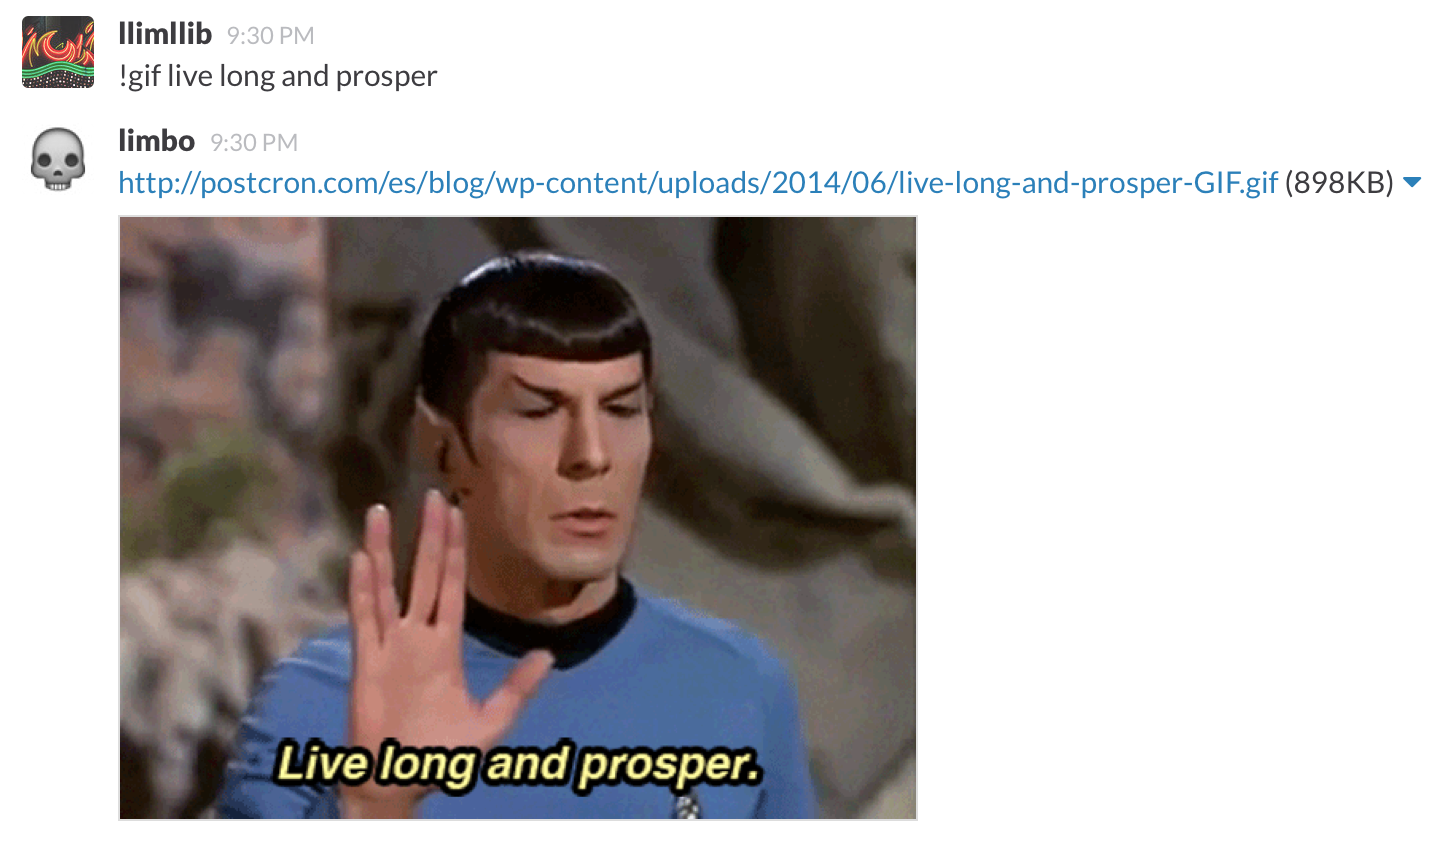 llimllib 9:30 PM
!gif live long and prosper
limbo 9:30 PM
http://postcron.com/es/blog/wp-content/uploads/2014/06/live-long-and-prosper-GIF.gif (898KB)
Live long and prosper.